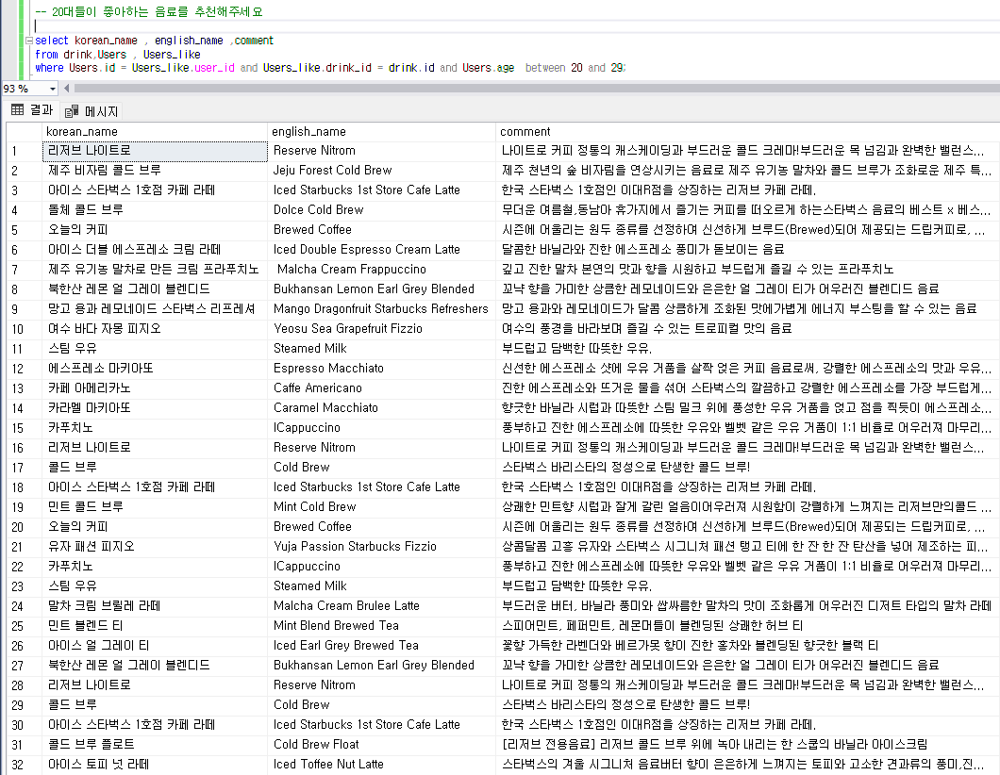 -- 20대들이 좋아하는 음료를 추천해주세요
select korean_name , english_name ,comment
from drink,Users , Users_like
where Users.id = Users_like.user_id and Users_like.drink_id = drink.id and Users.age between 20 and 29;
93 %
결과 메시지
korean_name english_name comment
1 리저브 나이트로 Reserve Nitrom 나이트로 커피 정통의 캐스케이딩과 부드러운 콜드 크레마!부드러운 목 넘김과 완벽한 밸런스...
2 제주 비자림 콜드 브루 Jeju Forest Cold Brew 제주 천년의 숲 비자림을 연상시키는 음료로 제주 유기농 말차와 콜드 브루가 조화로운 제주 특...
3 아이스 스타벅스 1호점 카페 라떼 Iced Starbucks 1st Store Cafe Latte 한국 스타벅스 1호점인 이대R점을 상징하는 리저브 카페 라떼.
4 돌체 콜드 브루 Dolce Cold Brew 무더운 여름철,동남아 휴가지에서 즐기는 커피를 떠오르게 하는스타벅스 음료의 베스트 x 베스...
5 오늘의 커피 Brewed Coffee 시즌에 어울리는 원두 종류를 선정하여 신선하게 브루드(Brewed)되어 제공되는 드립커피로, ...
6 아이스 더블 에스프레소 크림 라떼 Iced Double Espresso Cream Latte 달콤한 바닐라와 진한 에스프레소 풍미가 돋보이는 음료
7 제주 유기농 말차로 만든 크림 프라푸치노 Malcha Cream Frappuccino 깊고 진한 말차 본연의 맛과 향을 시원하고 부드럽게 즐길 수 있는 프라푸치노
8 북한산 레몬 얼 그레이 블렌디드 Bukhansan Lemon Earl Grey Blended 꼬냑 향을 가미한 상큼한 레모네이드와 은은한 얼 그레이 티가 어우러진 블렌디드 음료
9 망고 용과 레모네이드 스타벅스 리프레셔 Mango Dragonfruit Starbucks Refreshers 망고 용과와 레모네이드가 달콤 상큼하게 조화된 맛에가볍게 에너지 부스팅을 할 수 있는 음료
10 여수 바다 자몽 피지오 Yeosu Sea Grapefruit Fizzio 여수의 풍경을 바라보며 즐길 수 있는 트로피컬 맛의 음료
11 스팀 우유 Steamed Milk 부드럽고 담백한 따뜻한 우유.
12 에스프레소 마키아또 Espresso Macchiato 신선한 에스프레소 샷에 우유 거품을 살짝 얹은 커피 음료로써, 강렬한 에스프레소의 맛과 우유...
13 카페 아메리카노 Caffe Americano 진한 에스프레소와 뜨거운 물을 섞어 스타벅스의 깔끔하고 강렬한 에스프레소를 가장 부드럽게...
14 카라멜 마키아또 Caramel Macchiato 향긋한 바닐라 시럽과 따뜻한 스팀 밀크 위에 풍성한 우유 거품을 얹고 점을 찍듯이 에스프레소...
15 카푸치노 ICappuccino 풍부하고 진한 에스프레소에 따뜻한 우유와 벨벳 같은 우유 거품이 1:1 비율로 어우러져 마무리...
16 리저브 나이트로 Reserve Nitrom 나이트로 커피 정통의 캐스케이딩과 부드러운 콜드 크레마!부드러운 목 넘김과 완벽한 밸런스...
17 콜드 브루 Cold Brew 스타벅스 바리스타의 정성으로 탄생한 콜드 브루!
18 아이스 스타벅스 1호점 카페 라떼 Iced Starbucks 1st Store Cafe Latte 한국 스타벅스 1호점인 이대R점을 상징하는 리저브 카페 라떼.
19 민트 콜드 브루 Mint Cold Brew 상쾌한 민트향 시럽과 잘게 갈린 얼음이어우러져 시원함이 강렬하게 느껴지는 리저브만의콜드 ...
20 오늘의 커피 Brewed Coffee 시즌에 어울리는 원두 종류를 선정하여 신선하게 브루드(Brewed)되어 제공되는 드립커피로, ...
21 유자 패션 피지오 Yuja Passion Starbucks Fizzio 상콤달콤 고흥 유자와 스타벅스 시그니처 패션 탱고 티에 한 잔 한 잔 탄산을 넣어 제조하는 피...
22 카푸치노 ICappuccino 풍부하고 진한 에스프레소에 따뜻한 우유와 벨벳 같은 우유 거품이 1:1 비율로 어우러져 마무리...
23 스팀 우유 Steamed Milk 부드럽고 담백한 따뜻한 우유.
24 말차 크림 브륄레 라떼 Malcha Cream Brulee Latte 부드러운 버터, 바닐라 풍미와 쌉싸름한 말차의 맛이 조화롭게 어우러진 디저트 타입의 말차 라떼
25 민트 블렌드 티 Mint Blend Brewed Tea 스피어민트, 페퍼민트, 레몬머틀이 블렌딩된 상쾌한 허브 티
26 아이스 얼 그레이 티 Iced Earl Grey Brewed Tea 꽃향 가득한 라벤더와 베르가못 향이 진한 홍차와 블렌딩된 향긋한 블랙 티
27 북한산 레몬 얼 그레이 블렌디드 Bukhansan Lemon Earl Grey Blended 꼬냑 향을 가미한 상큼한 레모네이드와 은은한 얼 그레이 티가 어우러진 블렌디드 음료
28 리저브 나이트로 Reserve Nitrom 나이트로 커피 정통의 캐스케이딩과 부드러운 콜드 크레마!부드러운 목 넘김과 완벽한 밸런스...
29 콜드 브루 Cold Brew 스타벅스 바리스타의 정성으로 탄생한 콜드 브루!
30 아이스 스타벅스 1호점 카페 라떼 Iced Starbucks 1st Store Cafe Latte 한국 스타벅스 1호점인 이대R점을 상징하는 리저브 카페 라떼.
31 콜드 브루 플로트 Cold Brew Float [리저브 전용음료] 리저브 콜드 브루 위에 녹아 내리는 한 스쿱의 바닐라 아이스크림
32 아이스 토피 넛 라떼 Iced Toffee Nut Latte 스타벅스의 겨울 시그니처 음료버터 향이 은은하게 느껴지는 토피와 고소한 견과류의 풍미,진...